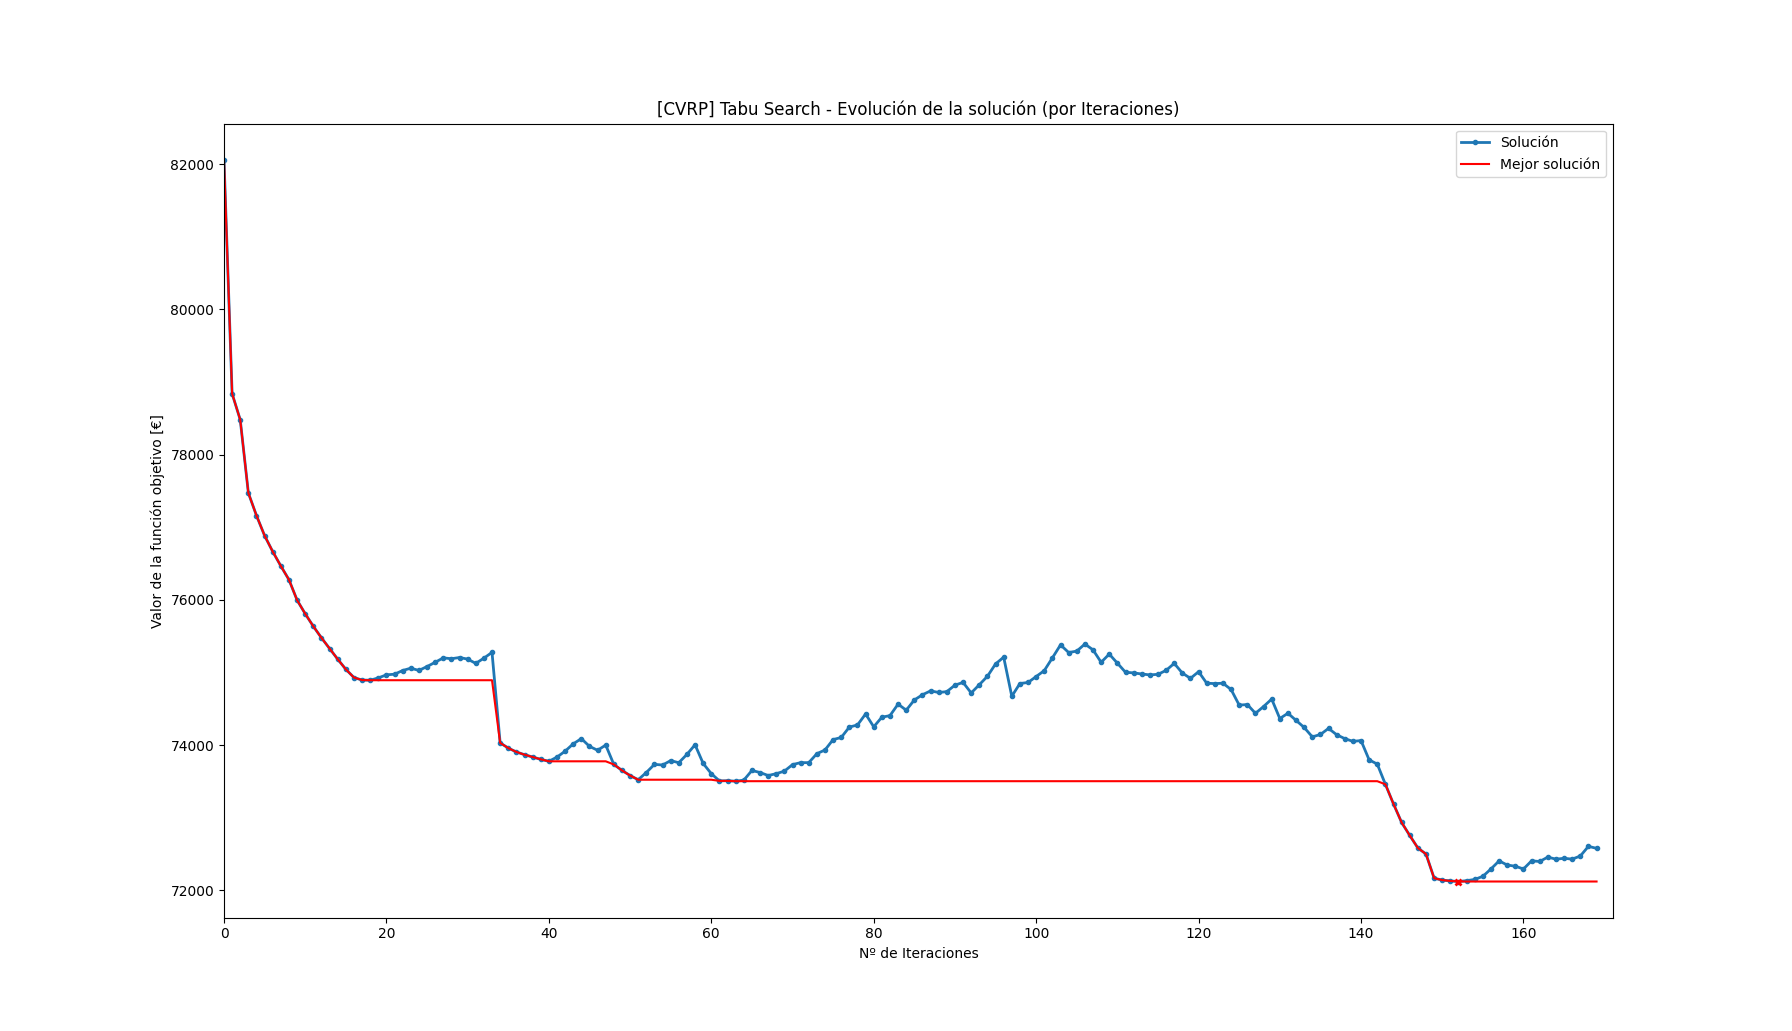 [CVRP] Tabu Search - Evolución de la solución (por Iteraciones)
Solución
Mejor solución
Valor de la función objetivo [€]
82000
80000
78000
76000
74000
72000
0 20 40 60 80 100 120 140 160
Nº de Iteraciones